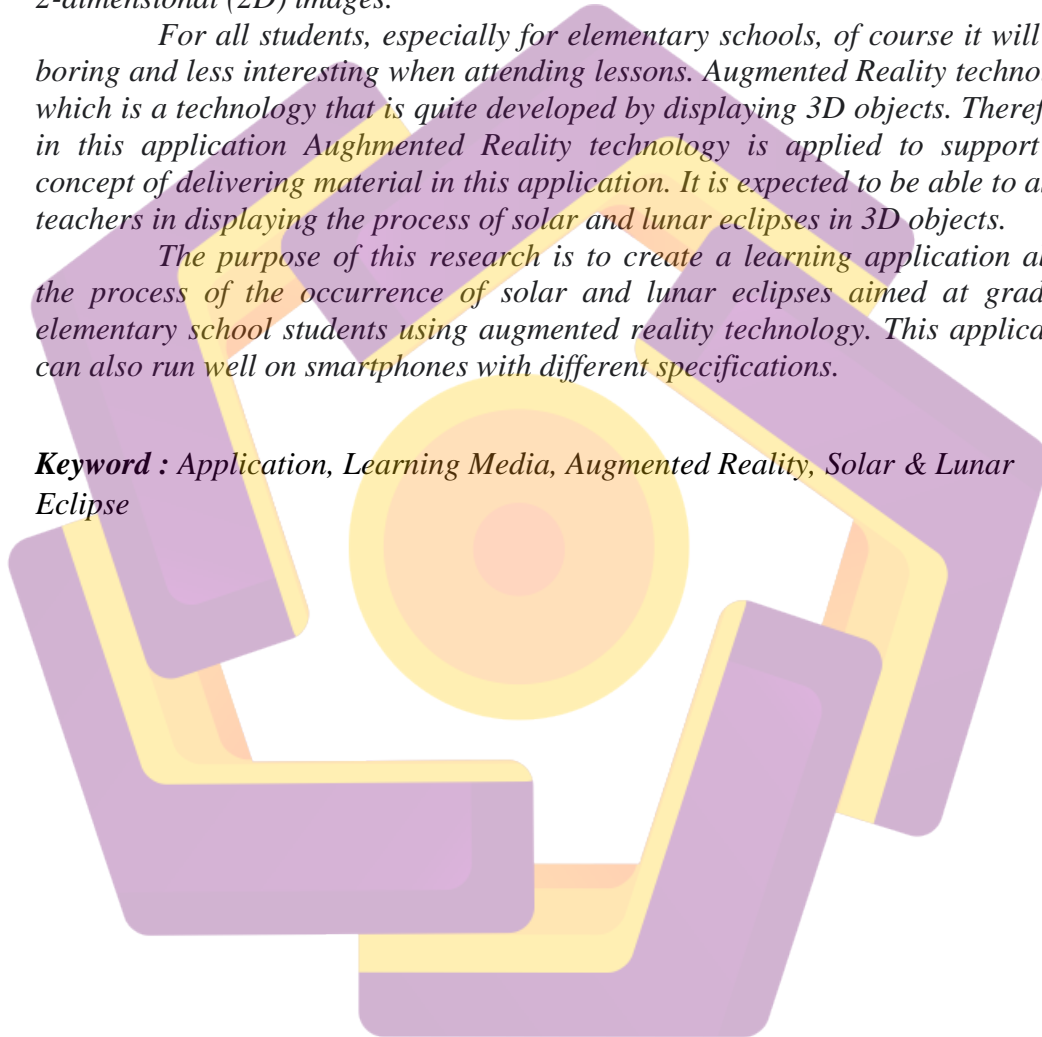 2-dimensional (2D) images.
For all students, especially for elementary schools, of course it will
boring and less interesting when attending lessons. Augmented Reality techno
which is a technology that is quite developed by displaying 3D objects. Theref
in this application Aughmented Reality technology is applied to support
concept of delivering material in this application. It is expected to be able to a
teachers in displaying the process of solar and lunar eclipses in 3D objects.
The purpose of this research is to create a learning application a
the process of the occurrence of solar and lunar eclipses aimed at grad
elementary school students using augmented reality technology. This applica
can also run well on smartphones with different specifications.
Keyword : Application, Learning Media, Augmented Reality, Solar & Lunar
Eclipse